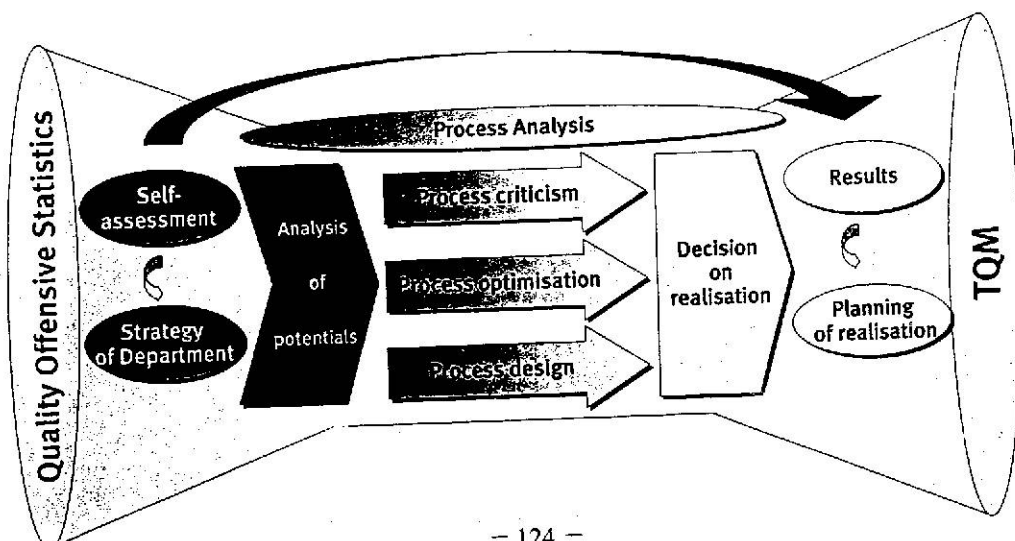 Quality Offensive Statistics
Process Analysis
Self-
assessment
Strategy
of Department
Analysis
of
potentials
Process criticism
Process optimisation
Process design
Decision
on
realisation
Results
Planning
of realisation
TQM
– 124 –